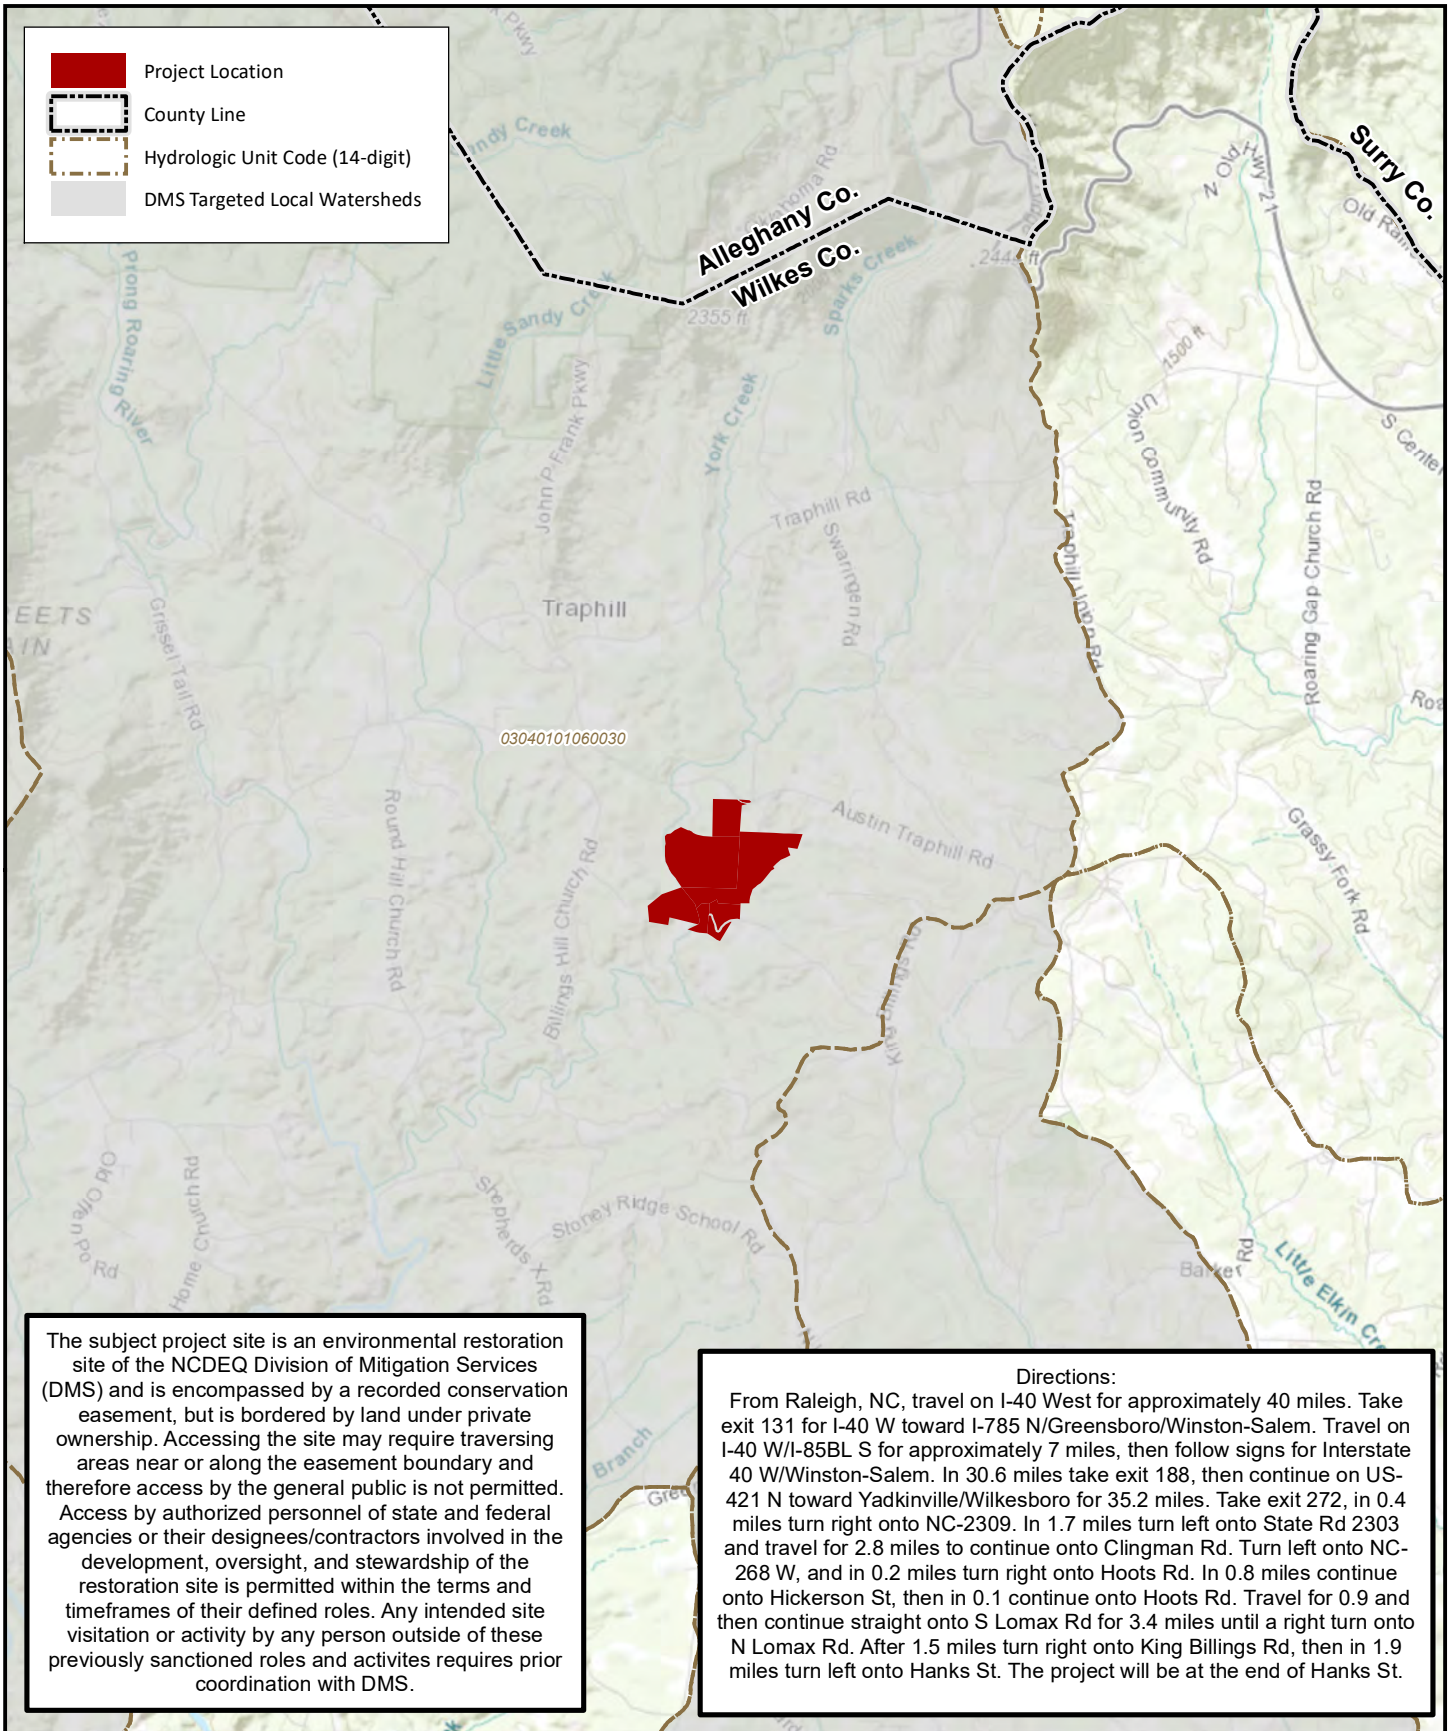 Project Location
County Line
Hydrologic Unit Code (14-digit)
DMS Targeted Local Watersheds
Pkwy
ndy Creek
Alleghany Co.
Wilkes Co.
Surry Co.
N Old Hwy 21
Old Rail
2355 ft
1500 ft
Prong Roaring River
Little Sandy Creek
Sparks Creek
John P Frank Pkwy
York Creek
Traphill Rd
Swaringen Rd
Union Community Rd
S Center
Traphill Union Rd
Roaring Gap Church Rd
EETS
AIN
Traphill
Grissel Tail Rd
03040101060030
Round Hill Church Rd
Billings Hill Church Rd
Austin Traphill Rd
Grassy Fork Rd
King Billings Rd
Old Offen Po Rd
Home Church Rd
Shepherds X Rd
Stoney Ridge School Rd
Barker Rd
Little Elkin Cre
Branch
The subject project site is an environmental restoration
site of the NCDEQ Division of Mitigation Services
(DMS) and is encompassed by a recorded conservation
easement, but is bordered by land under private
ownership. Accessing the site may require traversing
areas near or along the easement boundary and
therefore access by the general public is not permitted.
Access by authorized personnel of state and federal
agencies or their designees/contractors involved in the
development, oversight, and stewardship of the
restoration site is permitted within the terms and
timeframes of their defined roles. Any intended site
visitation or activity by any person outside of these
previously sanctioned roles and activites requires prior
coordination with DMS.
Directions:
From Raleigh, NC, travel on I-40 West for approximately 40 miles. Take
exit 131 for I-40 W toward I-785 N/Greensboro/Winston-Salem. Travel on
I-40 W/I-85BL S for approximately 7 miles, then follow signs for Interstate
40 W/Winston-Salem. In 30.6 miles take exit 188, then continue on US-
421 N toward Yadkinville/Wilkesboro for 35.2 miles. Take exit 272, in 0.4
miles turn right onto NC-2309. In 1.7 miles turn left onto State Rd 2303
and travel for 2.8 miles to continue onto Clingman Rd. Turn left onto NC-
268 W, and in 0.2 miles turn right onto Hoots Rd. In 0.8 miles continue
onto Hickerson St, then in 0.1 continue onto Hoots Rd. Travel for 0.9 and
then continue straight onto S Lomax Rd for 3.4 miles until a right turn onto
N Lomax Rd. After 1.5 miles turn right onto King Billings Rd, then in 1.9
miles turn left onto Hanks St. The project will be at the end of Hanks St.